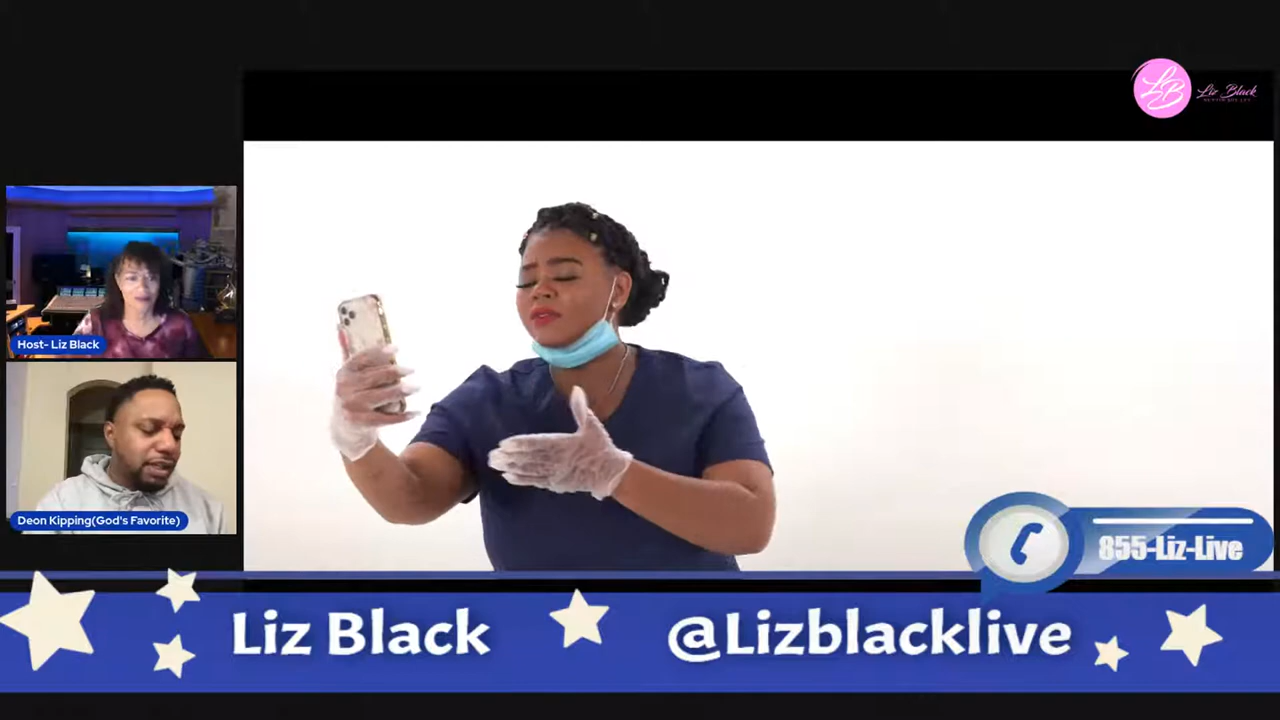 LB
Liz Black
Host- Liz Black
Deon Kipping(God's Favorite)
855-Liz-Live
Liz Black
@Lizblacklive